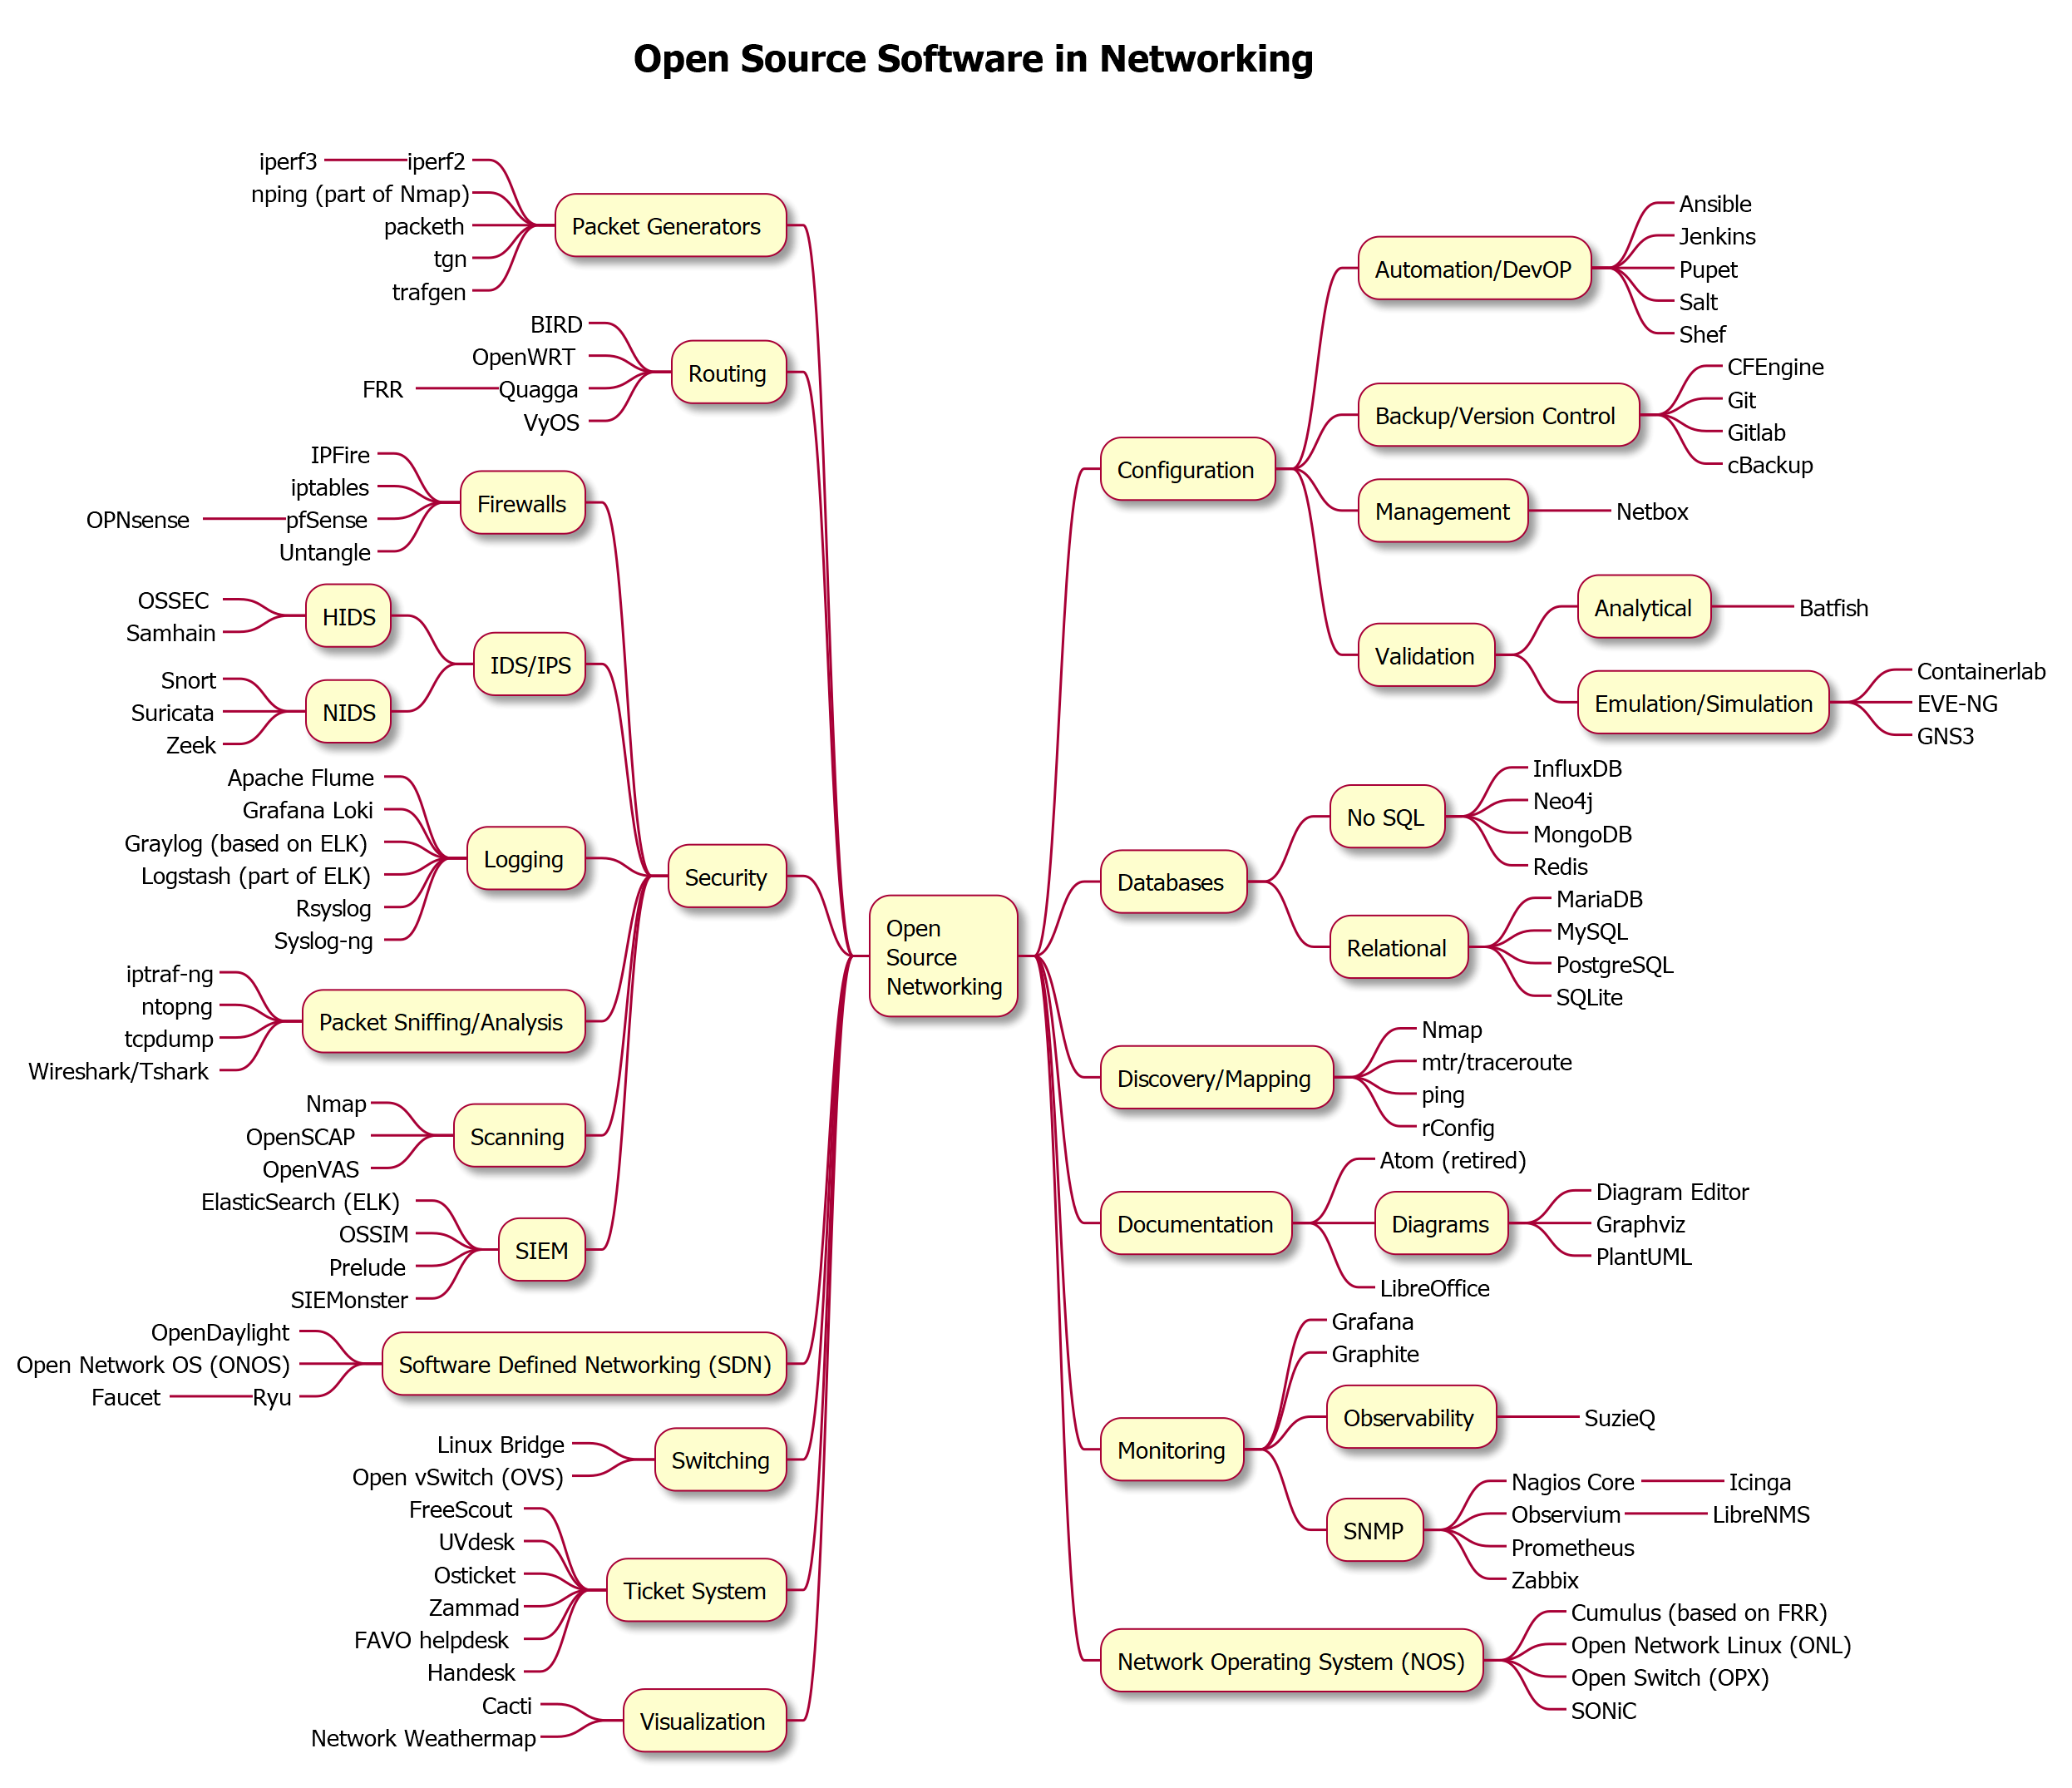 Open Source Software in Networking
iperf3
iperf2
nping (part of Nmap)
packeth
tgn
trafgen
Packet Generators
BIRD
OpenWRT
FRR
Quagga
VyOS
Routing
IPFire
iptables
OPNsense
pfSense
Untangle
Firewalls
OSSEC
Samhain
HIDS
Snort
Suricata
Zeek
NIDS
IDS/IPS
Apache Flume
Grafana Loki
Graylog (based on ELK)
Logstash (part of ELK)
Rsyslog
Syslog-ng
Logging
iptraf-ng
ntopng
tcpdump
Wireshark/Tshark
Packet Sniffing/Analysis
Nmap
OpenSCAP
OpenVAS
Scanning
ElasticSearch (ELK)
OSSIM
Prelude
SIEMonster
SIEM
Security
OpenDaylight
Open Network OS (ONOS)
Faucet
Ryu
Software Defined Networking (SDN)
Linux Bridge
Open vSwitch (OVS)
Switching
FreeScout
UVdesk
Osticket
Zammad
FAVO helpdesk
Handesk
Ticket System
Cacti
Network Weathermap
Visualization
Open
Source
Networking
Configuration
Automation/DevOP
Ansible
Jenkins
Pupet
Salt
Shef
Backup/Version Control
CFEngine
Git
Gitlab
cBackup
Management
Netbox
Validation
Analytical
Batfish
Emulation/Simulation
Containerlab
EVE-NG
GNS3
Databases
No SQL
InfluxDB
Neo4j
MongoDB
Redis
Relational
MariaDB
MySQL
PostgreSQL
SQLite
Discovery/Mapping
Nmap
mtr/traceroute
ping
rConfig
Documentation
Atom (retired)
Diagrams
Diagram Editor
Graphviz
PlantUML
LibreOffice
Monitoring
Grafana
Graphite
Observability
SuzieQ
SNMP
Nagios Core
Icinga
Observium
LibreNMS
Prometheus
Zabbix
Network Operating System (NOS)
Cumulus (based on FRR)
Open Network Linux (ONL)
Open Switch (OPX)
SONiC